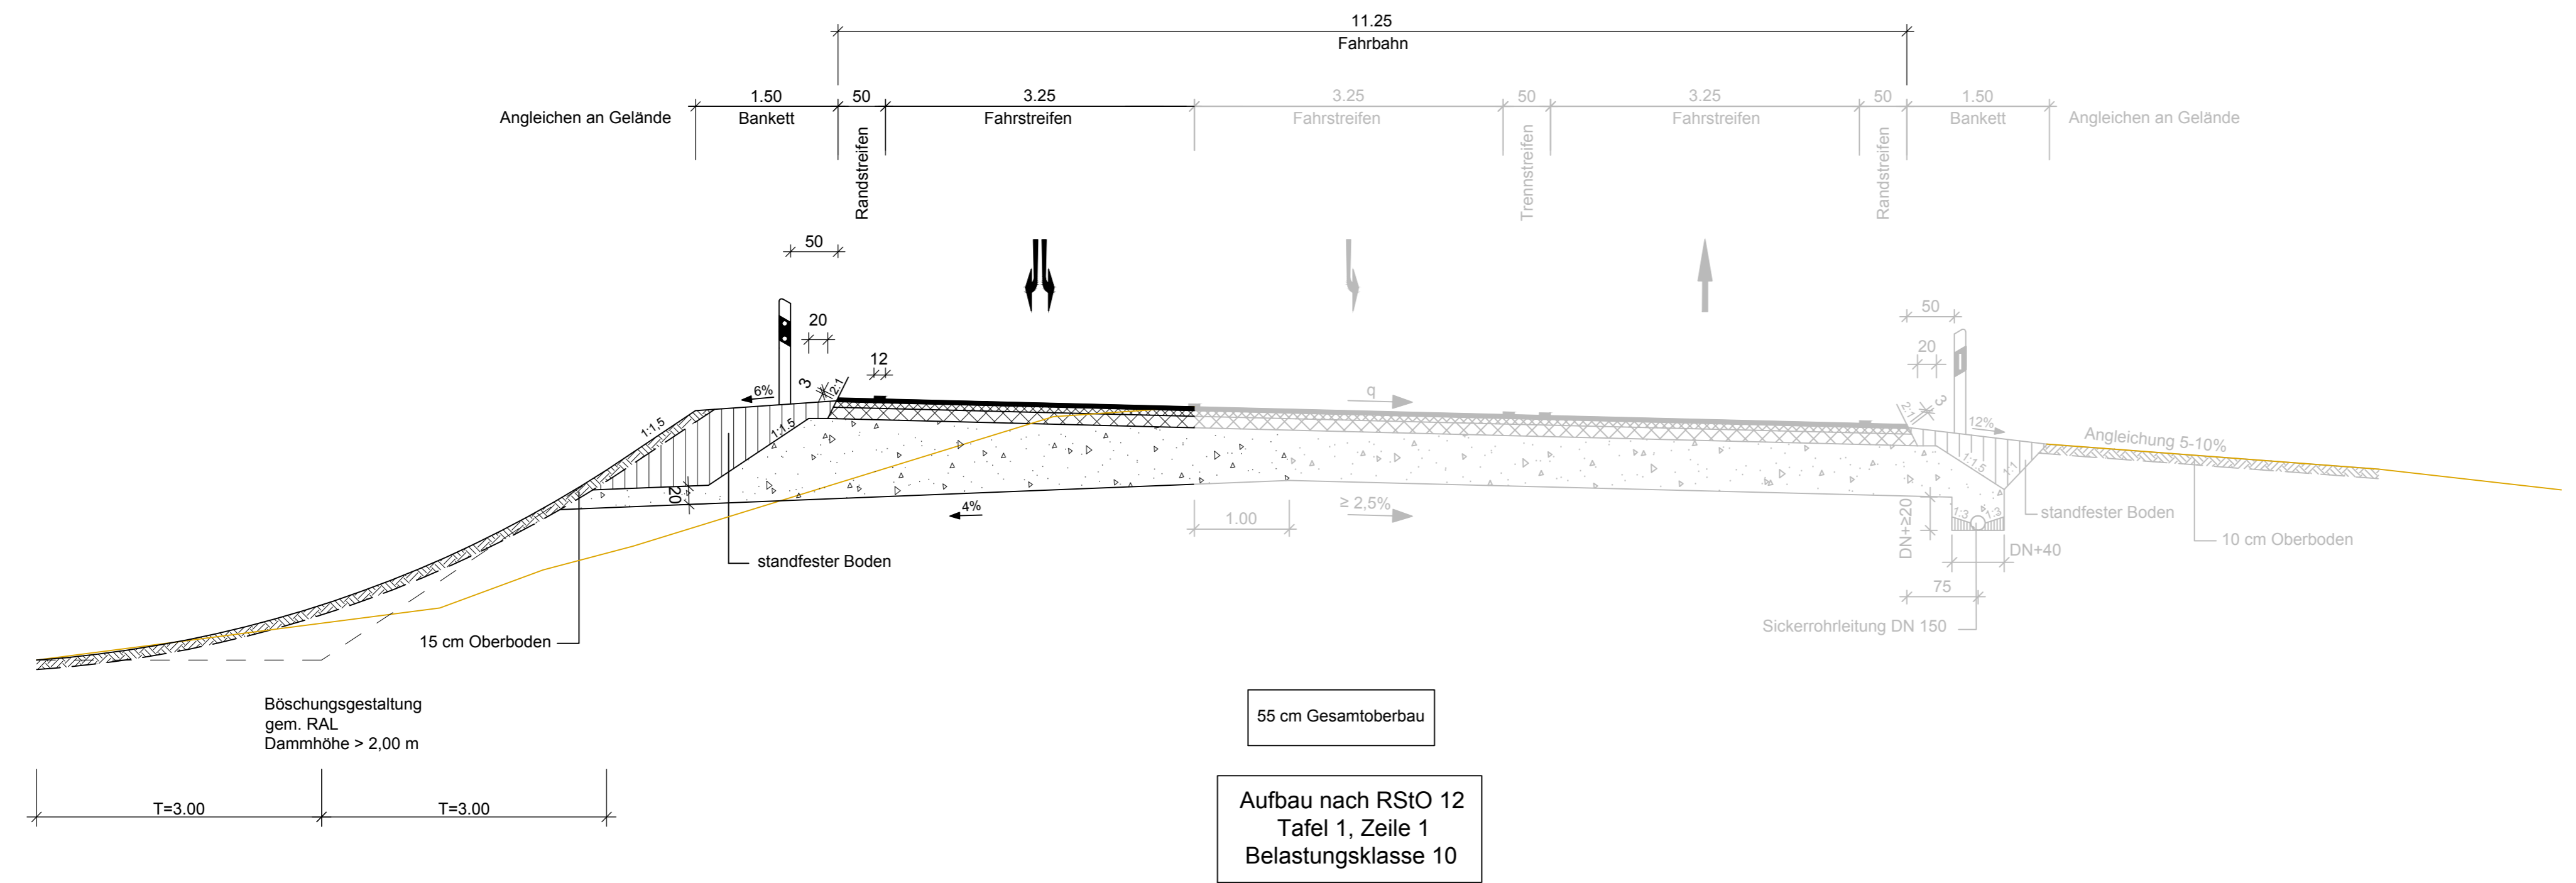 11.25
Fahrbahn
1.50 50 3.25 3.25 50 3.25 50 1.50
Angleichen an Gelände Bankett Fahrstreifen Fahrstreifen Fahrstreifen Bankett Angleichen an Gelände
Randstreifen
Trennstreifen
Randstreifen
50
50
20
20
12
3
2:1
6%
q
2:1
3
12%
Angleichung 5-10%
1:1,5
1:1,5
1:1,5
1:1
20
4%
1.00
≥ 2,5%
DN+≥20
1:3
1:3
standfester Boden
10 cm Oberboden
DN+40
standfester Boden
75
Sickerrohrleitung DN 150
15 cm Oberboden
Böschungsgestaltung
gem. RAL
Dammhöhe > 2,00 m
55 cm Gesamtoberbau
T=3.00 T=3.00
Aufbau nach RStO 12
Tafel 1, Zeile 1
Belastungsklasse 10